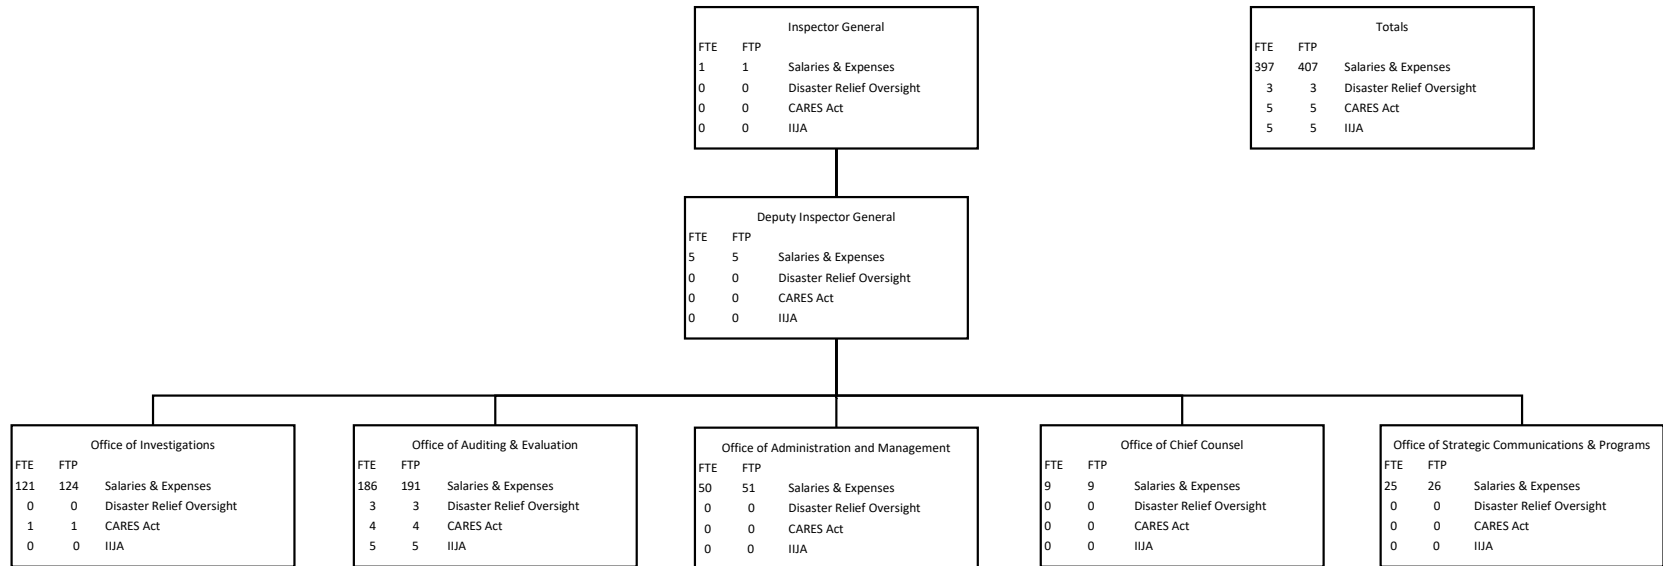 Inspector General
FTE FTP
1 1 Salaries & Expenses
0 0 Disaster Relief Oversight
0 0 CARES Act
0 0 IIJA
Totals
FTE FTP
397 407 Salaries & Expenses
3 3 Disaster Relief Oversight
5 5 CARES Act
5 5 IIJA
Deputy Inspector General
FTE FTP
5 5 Salaries & Expenses
0 0 Disaster Relief Oversight
0 0 CARES Act
0 0 IIJA
Office of Investigations
FTE FTP
121 124 Salaries & Expenses
0 0 Disaster Relief Oversight
1 1 CARES Act
0 0 IIJA
Office of Auditing & Evaluation
FTE FTP
186 191 Salaries & Expenses
3 3 Disaster Relief Oversight
4 4 CARES Act
5 5 IIJA
Office of Administration and Management
FTE FTP
50 51 Salaries & Expenses
0 0 Disaster Relief Oversight
0 0 CARES Act
0 0 IIJA
Office of Chief Counsel
FTE FTP
9 9 Salaries & Expenses
0 0 Disaster Relief Oversight
0 0 CARES Act
0 0 IIJA
Office of Strategic Communications & Programs
FTE FTP
25 26 Salaries & Expenses
0 0 Disaster Relief Oversight
0 0 CARES Act
0 0 IIJA